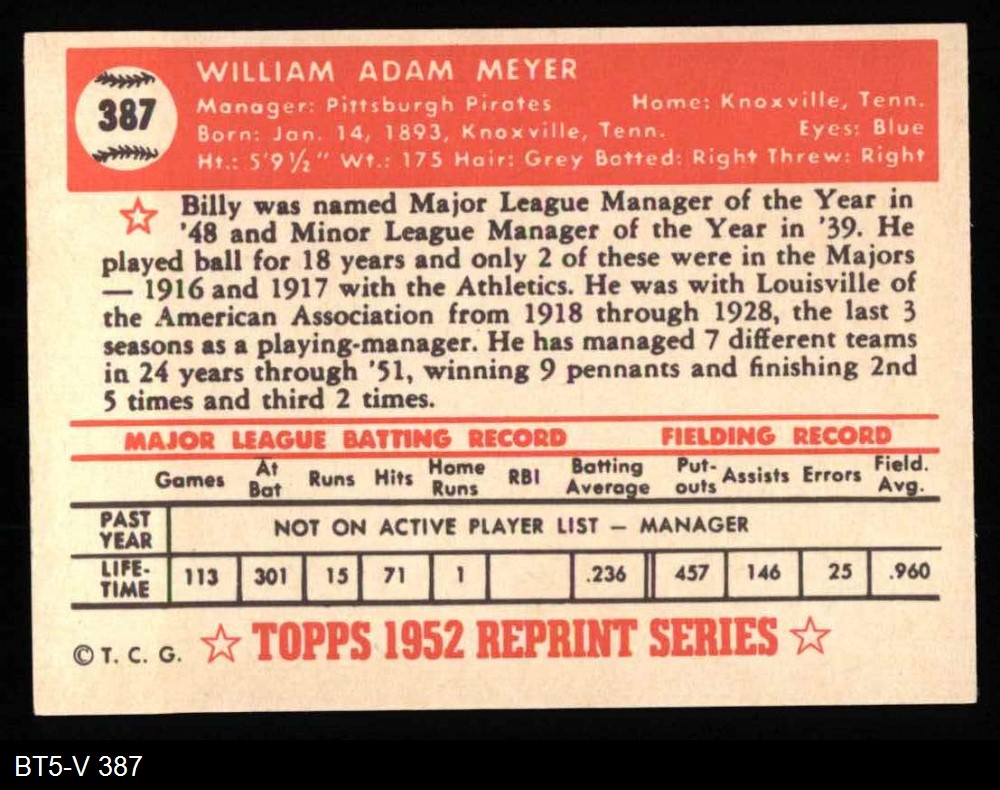 387
WILLIAM ADAM MEYER
Manager: Pittsburgh Pirates Home: Knoxville, Tenn.
Born: Jan. 14, 1893, Knoxville, Tenn. Eyes: Blue
Ht.: 5'9½" Wt.: 175 Hair: Grey Batted: Right Threw: Right
Billy was named Major League Manager of the Year in
'48 and Minor League Manager of the Year in '39. He
played ball for 18 years and only 2 of these were in the Majors
— 1916 and 1917 with the Athletics. He was with Louisville of
the American Association from 1918 through 1928, the last 3
seasons as a playing-manager. He has managed 7 different teams
in 24 years through '51, winning 9 pennants and finishing 2nd
5 times and third 2 times.
MAJOR LEAGUE BATTING RECORD FIELDING RECORD
Games At Bat Runs Hits Home Runs RBI Batting Average Put-outs Assists Errors Field. Avg.
PAST YEAR NOT ON ACTIVE PLAYER LIST — MANAGER
LIFE-TIME 113 301 15 71 1 .236 457 146 25 .960
© T. C. G. ☆ TOPPS 1952 REPRINT SERIES ☆
BT5-V 387